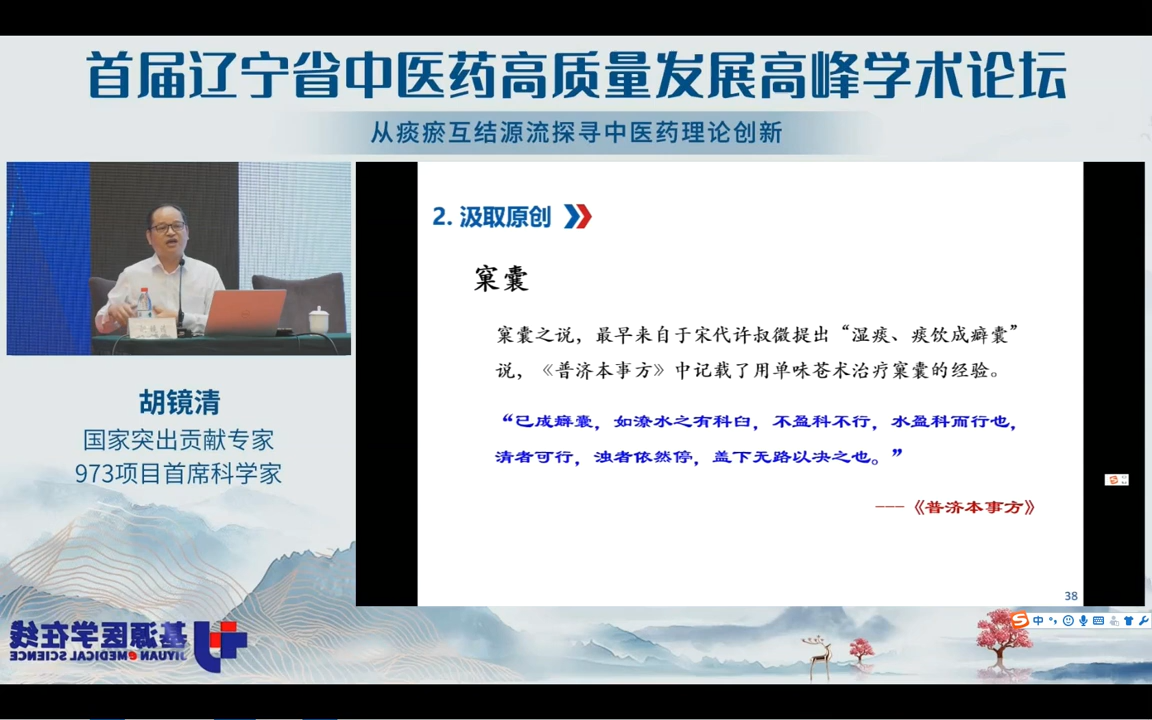 首届辽宁省中医药高质量发展高峰学术论坛
从痰瘀互结源流探寻中医药理论创新
胡镜清
国家突出贡献专家
973项目首席科学家
2. 汲取原创
窠囊
窠囊之说，最早来自于宋代许叔微提出“湿痰、痰饮成癖囊”
说，《普济本事方》中记载了用单味苍术治疗窠囊的经验。
“已成癖囊，如潦水之有科臼，不盈科不行，水盈科而行也，
清者可行，浊者依然停，盖下无路以决之也。”
---《普济本事方》
38
基源医学在线
JIYUAN eMEDICAL SCIENCE
中